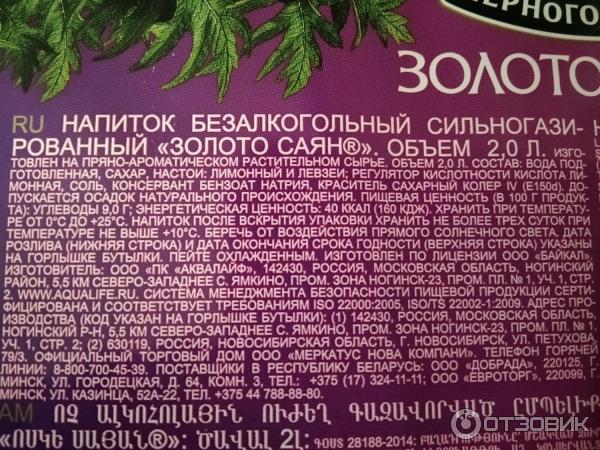 ЧЕРНОГО
ЗОЛОТО
RU НАПИТОК БЕЗАЛКОГОЛЬНЫЙ СИЛЬНОГАЗИ-
РОВАННЫЙ «ЗОЛОТО САЯН®». ОБЪЕМ 2,0 Л. ИЗГО-
ТОВЛЕН НА ПРЯНО-АРОМАТИЧЕСКОМ РАСТИТЕЛЬНОМ СЫРЬЕ. ОБЪЕМ 2,0 Л. СОСТАВ: ВОДА ПОД-
ГОТОВЛЕННАЯ, САХАР, НАСТОИ: ЛИМОННЫЙ И ЛЕВЗЕИ; РЕГУЛЯТОР КИСЛОТНОСТИ КИСЛОТА ЛИ-
МОННАЯ, СОЛЬ, КОНСЕРВАНТ БЕНЗОАТ НАТРИЯ, КРАСИТЕЛЬ САХАРНЫЙ КОЛЕР IV (E150d). ДО-
ПУСКАЕТСЯ ОСАДОК НАТУРАЛЬНОГО ПРОИСХОЖДЕНИЯ. ПИЩЕВАЯ ЦЕННОСТЬ (В 100 Г ПРОДУК-
ТА): УГЛЕВОДЫ 9,0 Г; ЭНЕРГЕТИЧЕСКАЯ ЦЕННОСТЬ: 40 ККАЛ (160 КДЖ). ХРАНИТЬ ПРИ ТЕМПЕРАТУ-
РЕ ОТ 0°С ДО +25°С. НАПИТОК ПОСЛЕ ВСКРЫТИЯ УПАКОВКИ ХРАНИТЬ НЕ БОЛЕЕ ТРЕХ СУТОК ПРИ
ТЕМПЕРАТУРЕ НЕ ВЫШЕ +10°С. БЕРЕЧЬ ОТ ВОЗДЕЙСТВИЯ ПРЯМОГО СОЛНЕЧНОГО СВЕТА. ДАТА
РОЗЛИВА (НИЖНЯЯ СТРОКА) И ДАТА ОКОНЧАНИЯ СРОКА ГОДНОСТИ (ВЕРХНЯЯ СТРОКА) УКАЗАНЫ
НА ГОРЛЫШКЕ БУТЫЛКИ. ПЕЙТЕ ОХЛАЖДЕННЫМ. ИЗГОТОВЛЕН ПО ЛИЦЕНЗИИ ООО «БАЙКАЛ».
ИЗГОТОВИТЕЛЬ: ООО «ПК «АКВАЛАЙФ», 142430, РОССИЯ, МОСКОВСКАЯ ОБЛАСТЬ, НОГИНСКИЙ
РАЙОН, 5,5 КМ СЕВЕРО-ЗАПАДНЕЕ С. ЯМКИНО, ПРОМ. ЗОНА НОГИНСК-23, ПРОМ. ПЛ. № 1, УЧ. 1, СТР.
2. WWW.AQUALIFE.RU. СИСТЕМА МЕНЕДЖМЕНТА БЕЗОПАСНОСТИ ПИЩЕВОЙ ПРОДУКЦИИ СЕРТИ-
ФИЦИРОВАНА И СООТВЕТСТВУЕТ ТРЕБОВАНИЯМ ISO 22000:2005, ISO/TS 22002-1:2009. АДРЕС ПРО-
ИЗВОДСТВА (КОД УКАЗАН НА ГОРЛЫШКЕ БУТЫЛКИ): (1) 142430, РОССИЯ, МОСКОВСКАЯ ОБЛАСТЬ,
НОГИНСКИЙ Р-Н, 5,5 КМ СЕВЕРО-ЗАПАДНЕЕ С. ЯМКИНО, ПРОМ. ЗОНА НОГИНСК-23, ПРОМ. ПЛ. № 1,
УЧ. 1, СТР. 2; (2) 630119, РОССИЯ, НОВОСИБИРСКАЯ ОБЛАСТЬ, Г. НОВОСИБИРСК, УЛ. ПЕТУХОВА,
79/3. ОФИЦИАЛЬНЫЙ ТОРГОВЫЙ ДОМ ООО «МЕРКАТУС НОВА КОМПАНИ». ТЕЛЕФОН ГОРЯЧЕЙ
ЛИНИИ: 8-800-700-45-39. ПОСТАВЩИКИ В РЕСПУБЛИКУ БЕЛАРУСЬ: ООО «ДОБРАДА», 220125, Г.
МИНСК, УЛ. ГОРОДЕЦКАЯ, Д. 64, КОМН. 3, ТЕЛ.: +375 (17) 324-11-11; ООО «ЕВРОТОРГ», 220099, Г.
МИНСК, УЛ. КАЗИНЦА, 52А-22, ТЕЛ. +375 44 788-88-80.
AM ՈՉ ԱԼԿՈՀՈԼԱՅԻՆ ՈՒԺԵՂ ԳԱԶԱՎՈՐՎԱԾ ԸՄՊԵԼԻՔ
«ՈՍԿԵ ՍԱՅԱՆ®»: ԾԱՎԱԼ 2Լ: ԳՕՍՏ 28188-2014:
ОТЗОВИК